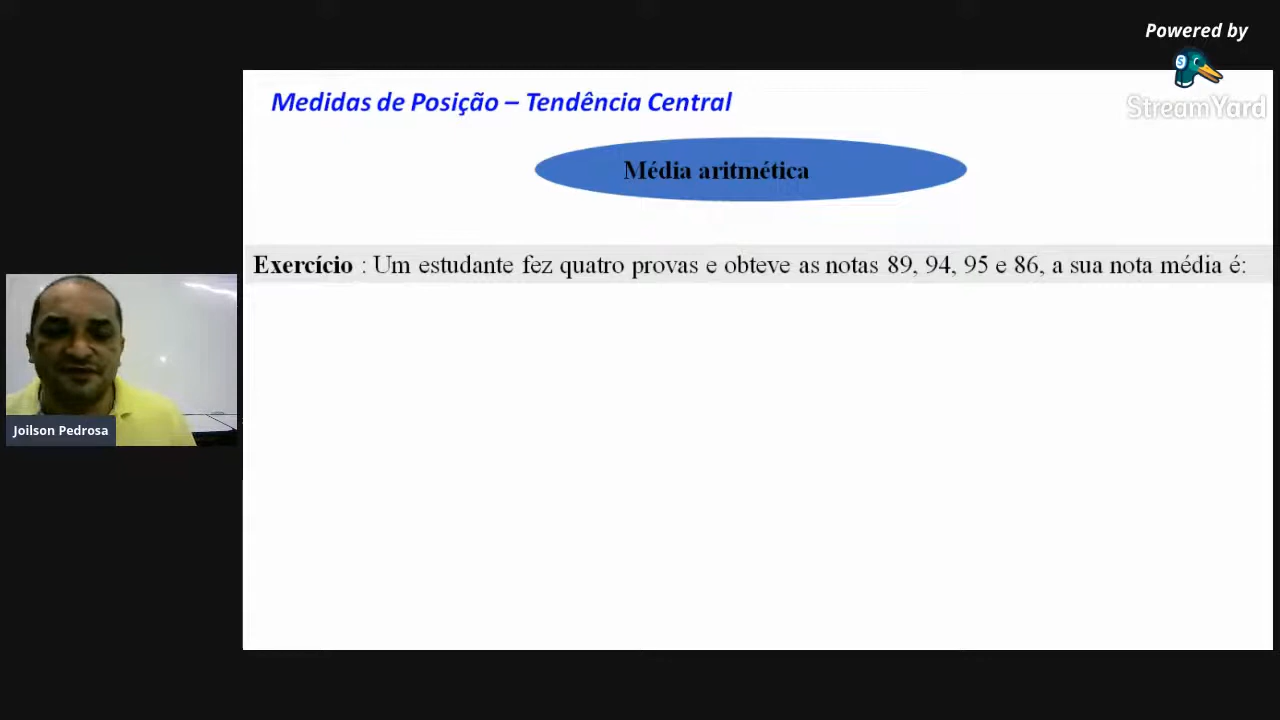 Powered by
StreamYard
Medidas de Posição – Tendência Central
Média aritmética
Exercício : Um estudante fez quatro provas e obteve as notas 89, 94, 95 e 86, a sua nota média é:
Joilson Pedrosa